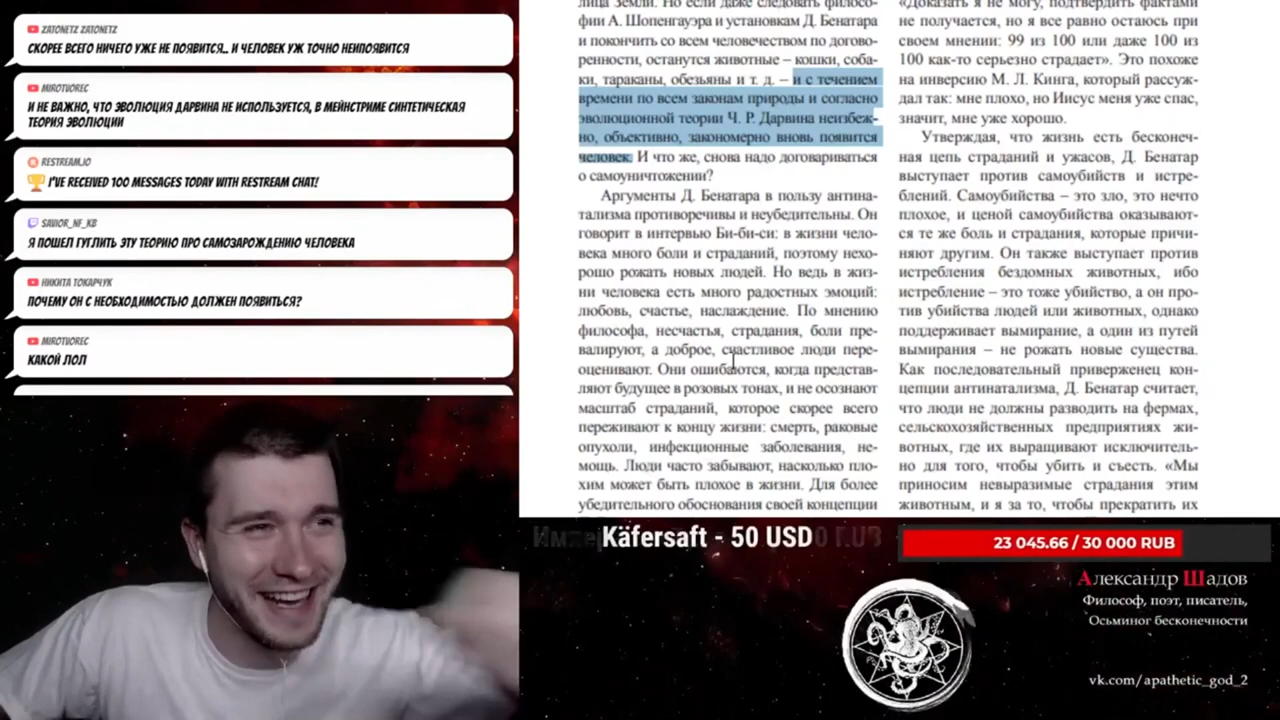 ZATONETZ ZATONETZ
СКОРЕЕ ВСЕГО НИЧЕГО УЖЕ НЕ ПОЯВИТСЯ.. И ЧЕЛОВЕК УЖ ТОЧНО НЕИПОЯВИТСЯ
MIROTVOREC
И НЕ ВАЖНО, ЧТО ЭВОЛЮЦИЯ ДАРВИНА НЕ ИСПОЛЬЗУЕТСЯ, В МЕЙНСТРИМЕ СИНТЕТИЧЕСКАЯ
ТЕОРИЯ ЭВОЛЮЦИИ
RESTREAM.IO
I'VE RECEIVED 100 MESSAGES TODAY WITH RESTREAM CHAT!
SAVIOR_NF_KB
Я ПОШЕЛ ГУГЛИТЬ ЭТУ ТЕОРИЮ ПРО САМОЗАРОЖДЕНИЮ ЧЕЛОВЕКА
НИКИТА ТОКАРЧУК
ПОЧЕМУ ОН С НЕОБХОДИМОСТЬЮ ДОЛЖЕН ПОЯВИТЬСЯ?
MIROTVOREC
КАКОЙ ЛОЛ
лица Земли. Но если даже следовать филосо-
фии А. Шопенгауэра и установкам Д. Бенатара
и покончить со всем человечеством по догово-
ренности, останутся животные – кошки, соба-
ки, тараканы, обезьяны и т. д. – и с течением
времени по всем законам природы и согласно
эволюционной теории Ч. Р. Дарвина неизбеж-
но, объективно, закономерно вновь появится
человек. И что же, снова надо договариваться
о самоуничтожении?
Аргументы Д. Бенатара в пользу антина-
тализма противоречивы и неубедительны. Он
говорит в интервью Би-би-си: в жизни чело-
века много боли и страданий, поэтому нехо-
рошо рожать новых людей. Но ведь в жиз-
ни человека есть много радостных эмоций:
любовь, счастье, наслаждение. По мнению
философа, несчастья, страдания, боли пре-
валируют, а доброе, счастливое люди пере-
оценивают. Они ошибаются, когда представ-
ляют будущее в розовых тонах, и не осознают
масштаб страданий, которое скорее всего
переживают к концу жизни: смерть, раковые
опухоли, инфекционные заболевания, не-
мощь. Люди часто забывают, насколько пло-
хим может быть плохое в жизни. Для более
убедительного обоснования своей концепции
«Доказать я не могу, подтвердить фактами
не получается, но я все равно остаюсь при
своем мнении: 99 из 100 или даже 100 из
100 как-то серьезно страдает». Это похоже
на инверсию М. Л. Кинга, который рассуж-
дал так: мне плохо, но Иисус меня уже спас,
значит, мне уже хорошо.
Утверждая, что жизнь есть бесконеч-
ная цепь страданий и ужасов, Д. Бенатар
выступает против самоубийств и истре-
блений. Самоубийства – это зло, это нечто
плохое, и ценой самоубийства оказывают-
ся те же боль и страдания, которые причи-
няют другим. Он также выступает против
истребления бездомных животных, ибо
истребление – это тоже убийство, а он про-
тив убийства людей или животных, однако
поддерживает вымирание, а один из путей
вымирания – не рожать новые существа.
Как последовательный приверженец кон-
цепции антинатализма, Д. Бенатар считает,
что люди не должны разводить на фермах,
сельскохозяйственных предприятиях жи-
вотных, где их выращивают исключитель-
но для того, чтобы убить и съесть. «Мы
приносим невыразимые страдания этим
животным, и я за то, чтобы прекратить их
Käfersaft - 50 USD
23 045.66 / 30 000 RUB
Александр Шадов
Философ, поэт, писатель,
Осьминог бесконечности
vk.com/apathetic_god_2